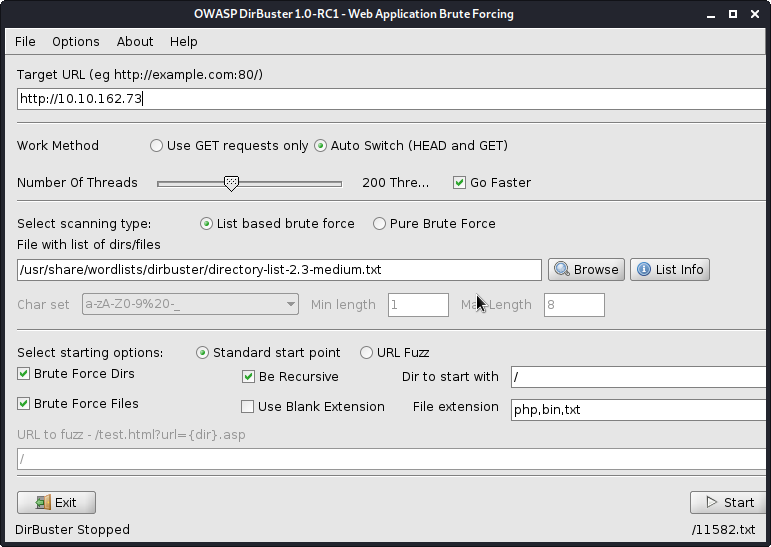 OWASP DirBuster 1.0-RC1 - Web Application Brute Forcing
File Options About Help
Target URL (eg http://example.com:80/)
http://10.10.162.73
Work Method Use GET requests only Auto Switch (HEAD and GET)
Number Of Threads 200 Thre... Go Faster
Select scanning type: List based brute force Pure Brute Force
File with list of dirs/files
/usr/share/wordlists/dirbuster/directory-list-2.3-medium.txt Browse List Info
Char set a-zA-Z0-9%20-_ Min length 1 Max Length 8
Select starting options: Standard start point URL Fuzz
Brute Force Dirs Be Recursive Dir to start with /
Brute Force Files Use Blank Extension File extension php,bin,txt
URL to fuzz - /test.html?url={dir}.asp
/
Exit Start
DirBuster Stopped /11582.txt